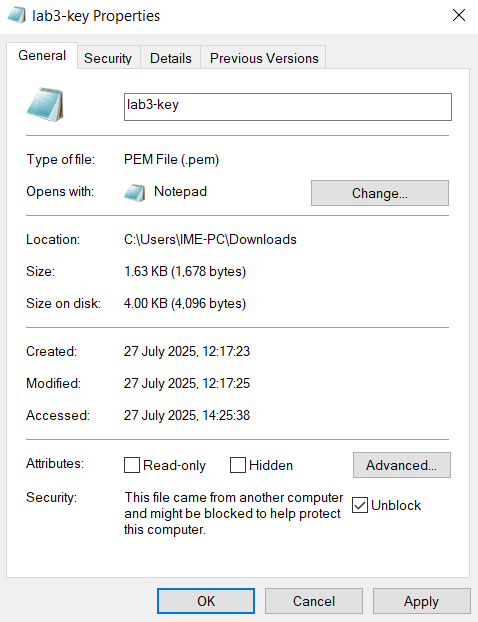 lab3-key Properties
General Security Details Previous Versions
lab3-key
Type of file: PEM File (.pem)
Opens with: Notepad Change...
Location: C:\Users\IME-PC\Downloads
Size: 1.63 KB (1,678 bytes)
Size on disk: 4.00 KB (4,096 bytes)
Created: 27 July 2025, 12:17:23
Modified: 27 July 2025, 12:17:25
Accessed: 27 July 2025, 14:25:38
Attributes: Read-only Hidden Advanced...
Security: This file came from another computer
and might be blocked to help protect
this computer.
Unblock
OK Cancel Apply